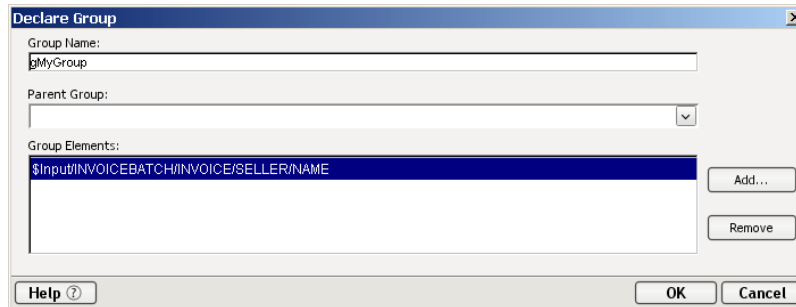 Declare Group
Group Name:
gMyGroup
Parent Group:
Group Elements:
$Input/INVOICEBATCH/INVOICE/SELLER/NAME
Add...
Remove
Help ?
OK
Cancel